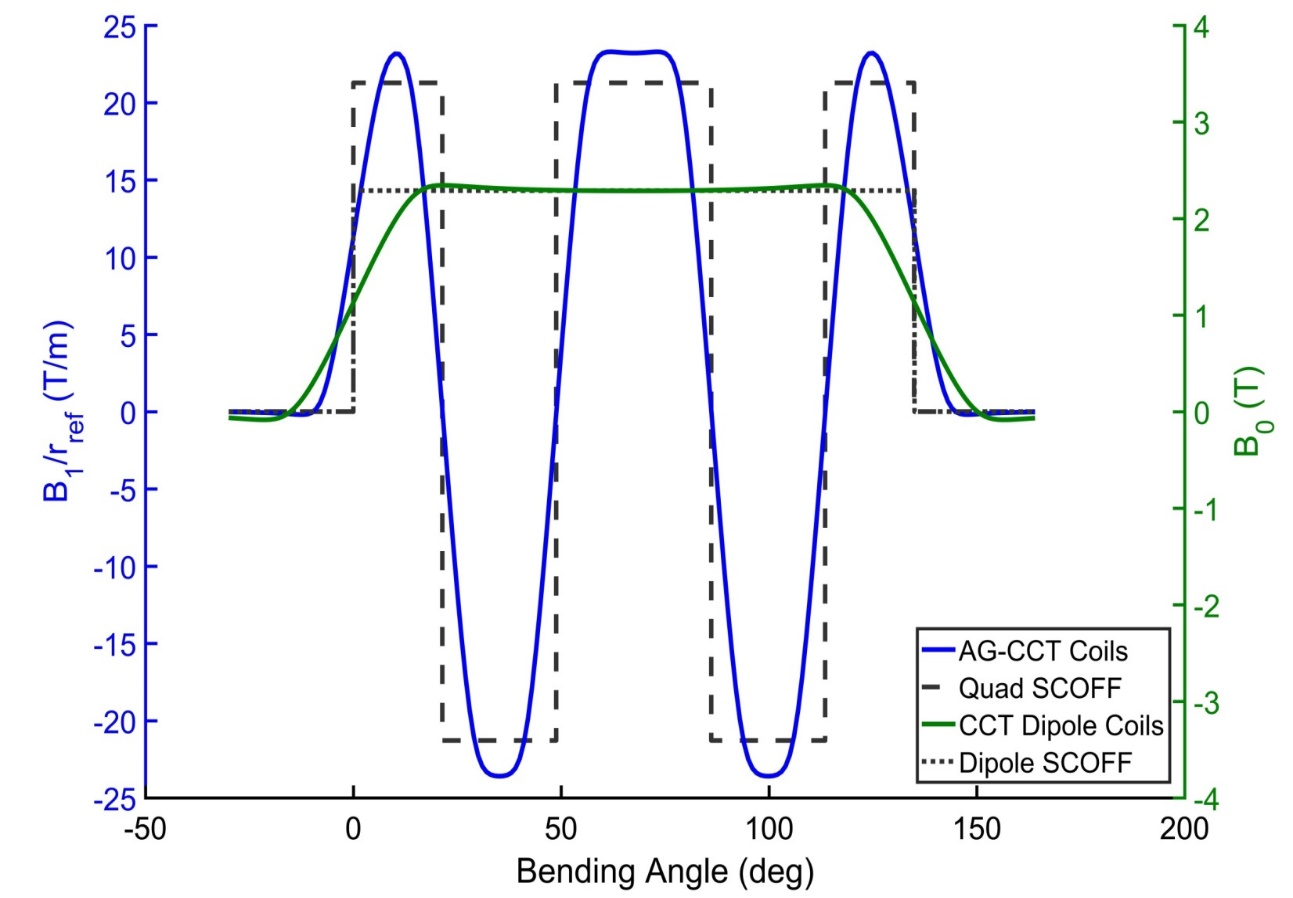 25
20
15
10
5
0
-5
-10
-15
-20
-25
B1/rref (T/m)
4
3
2
1
0
-1
-2
-3
-4
B0 (T)
AG-CCT Coils
Quad SCOFF
CCT Dipole Coils
Dipole SCOFF
-50 0 50 100 150 200
Bending Angle (deg)